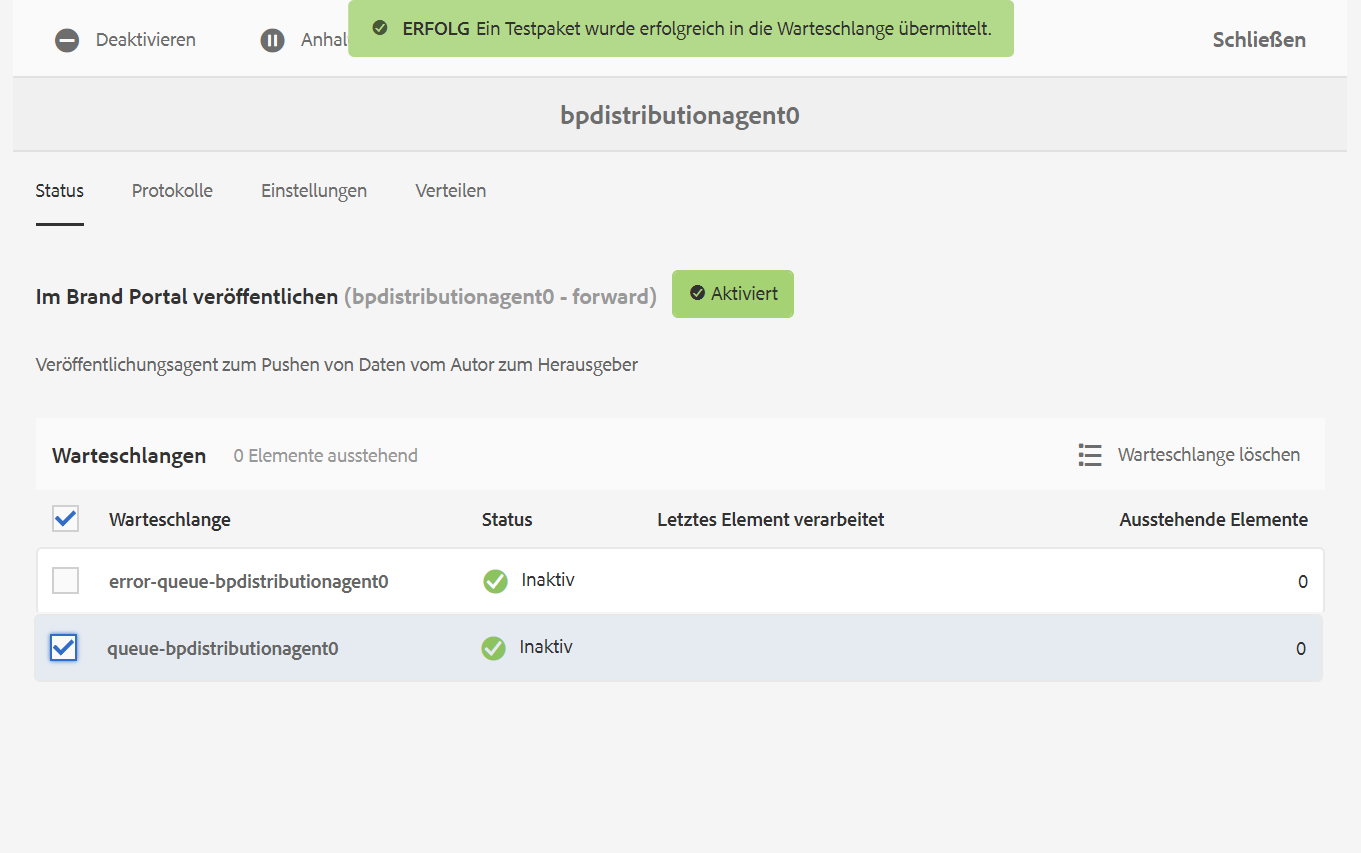 Deaktivieren
Anhal
ERFOLG Ein Testpaket wurde erfolgreich in die Warteschlange übermittelt.
Schließen
bpdistributionagent0
Status Protokolle Einstellungen Verteilen
Im Brand Portal veröffentlichen (bpdistributionagent0 - forward) Aktiviert
Veröffentlichungsagent zum Pushen von Daten vom Autor zum Herausgeber
Warteschlangen 0 Elemente ausstehend Warteschlange löschen
Warteschlange Status Letztes Element verarbeitet Ausstehende Elemente
error-queue-bpdistributionagent0 Inaktiv 0
queue-bpdistributionagent0 Inaktiv 0